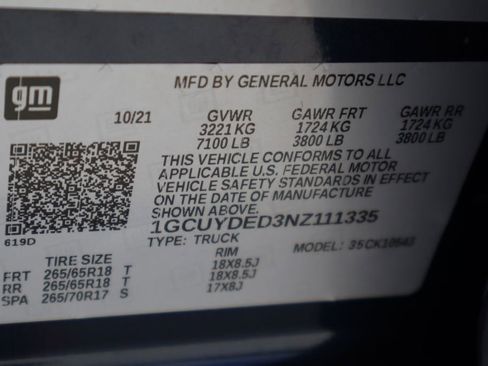 gm
MFD BY GENERAL MOTORS LLC
10/21 GVWR GAWR FRT GAWR RR
3221 KG 1724 KG 1724 KG
7100 LB 3800 LB 3800 LB
THIS VEHICLE CONFORMS TO ALL
APPLICABLE U.S. FEDERAL MOTOR
VEHICLE SAFETY STANDARDS IN EFFECT
ON THE DATE OF MANUFACTURE
SHOWN ABOVE.
1GCUYDED3NZ111335
619D
TYPE: TRUCK MODEL:
TIRE SIZE RIM
FRT 265/65R18 T 18X8.5J
RR 265/65R18 T 18X8.5J
SPA 265/70R17 S 17X8J